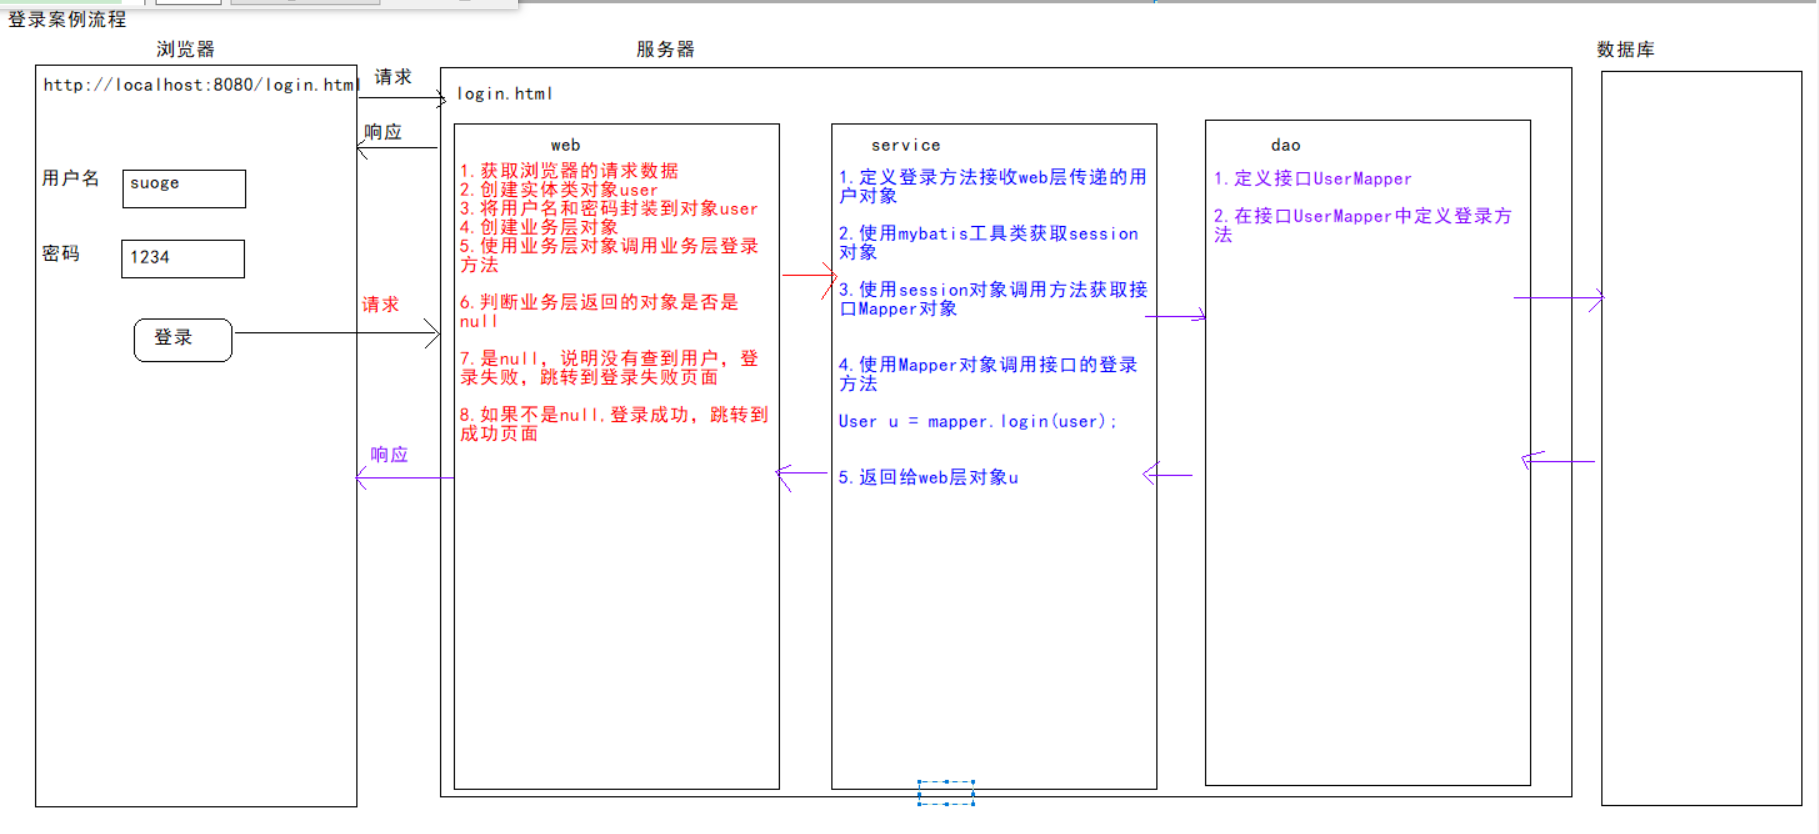 登录案例流程
浏览器
服务器
数据库
http://localhost:8080/login.html
请求
login.html
响应
用户名
suoge
密码
1234
请求
登录
响应
web
1.获取浏览器的请求数据
2.创建实体类对象user
3.将用户名和密码封装到对象user
4.创建业务层对象
5.使用业务层对象调用业务层登录
方法
6.判断业务层返回的对象是否是
null
7.是null，说明没有查到用户，登
录失败，跳转到登录失败页面
8.如果不是null.登录成功，跳转到
成功页面
service
1.定义登录方法接收web层传递的用
户对象
2.使用mybatis工具类获取session
对象
3.使用session对象调用方法获取接
口Mapper对象
4.使用Mapper对象调用接口的登录
方法
User u = mapper.login(user);
5.返回给web层对象u
dao
1.定义接口UserMapper
2.在接口UserMapper中定义登录方
法